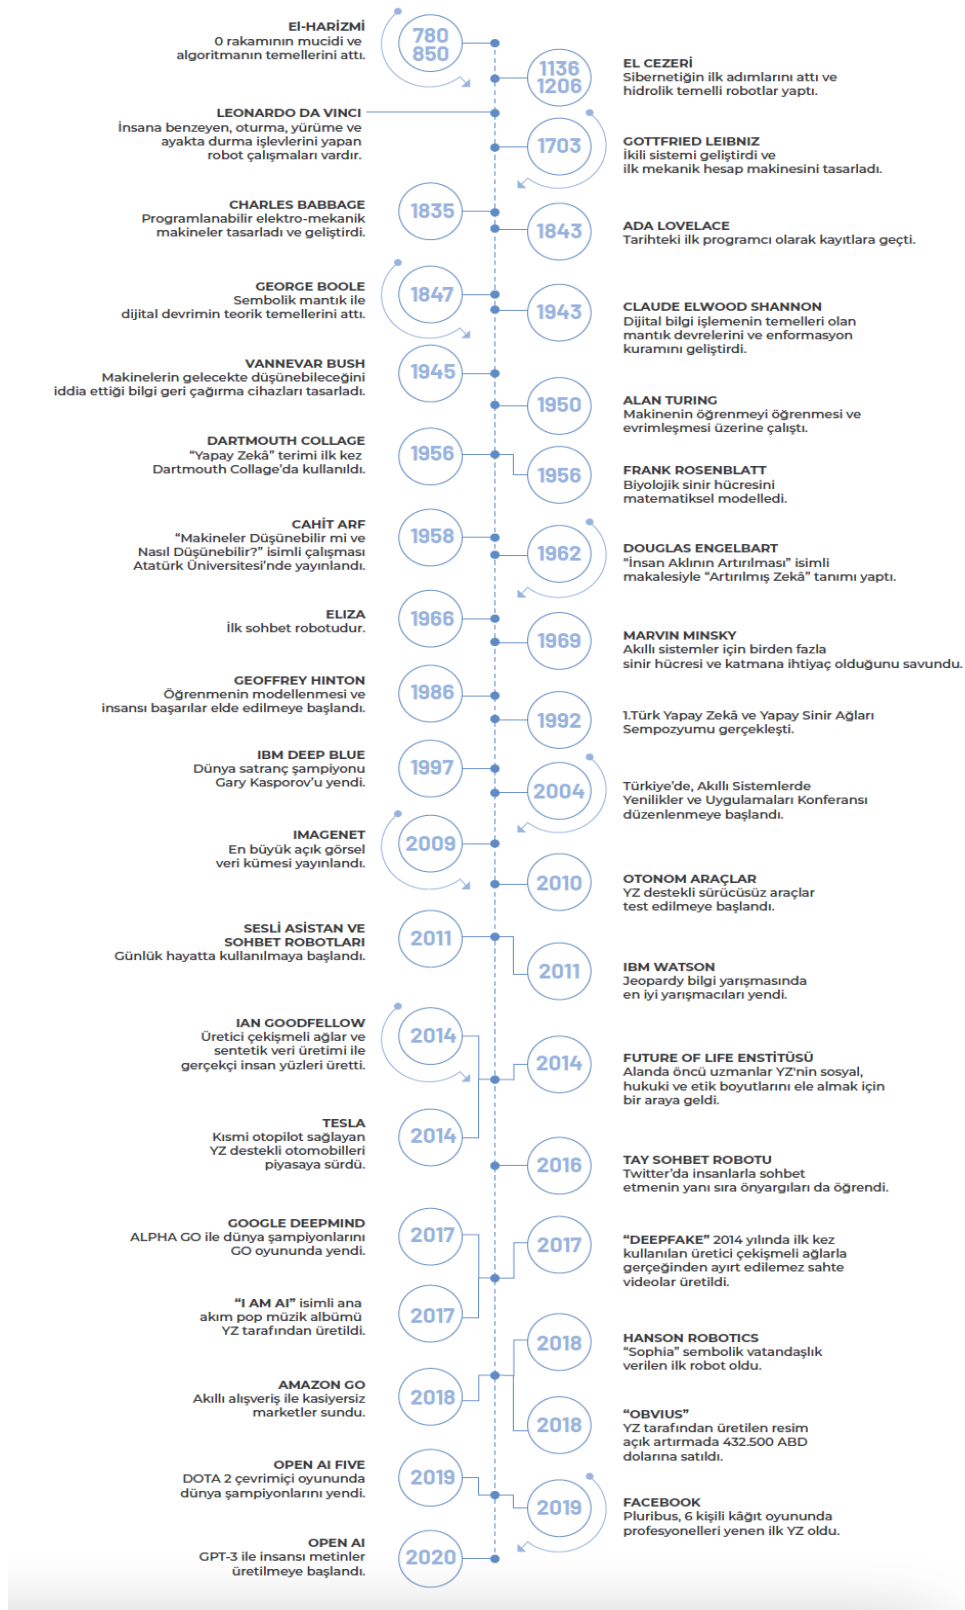 El-HARİZMİ
0 rakamının mucidi ve
algoritmanın temellerini attı.
780
850
1136
1206
EL CEZERİ
Sibernetiğin ilk adımlarını attı ve
hidrolik temelli robotlar yaptı.
LEONARDO DA VINCI
İnsana benzeyen, oturma, yürüme ve
ayakta durma işlevlerini yapan
robot çalışmaları vardır.
1703
GOTTFRIED LEIBNIZ
İkili sistemi geliştirdi ve
ilk mekanik hesap makinesini tasarladı.
CHARLES BABBAGE
Programlanabilir elektro-mekanik
makineler tasarladı ve geliştirdi.
1835
1843
ADA LOVELACE
Tarihteki ilk programcı olarak kayıtlara geçti.
GEORGE BOOLE
Sembolik mantık ile
dijital devrimin teorik temellerini attı.
1847
1943
CLAUDE ELWOOD SHANNON
Dijital bilgi işlemenin temelleri olan
mantık devrelerini ve enformasyon
kuramını geliştirdi.
VANNEVAR BUSH
Makinelerin gelecekte düşünebileceğini
iddia ettiği bilgi geri çağırma cihazları tasarladı.
1945
1950
ALAN TURING
Makinenin öğrenmeyi öğrenmesi ve
evrimleşmesi üzerine çalıştı.
DARTMOUTH COLLAGE
“Yapay Zekâ” terimi ilk kez
Dartmouth Collage’da kullanıldı.
1956
1956
FRANK ROSENBLATT
Biyolojik sinir hücresini
matematiksel modelledi.
CAHİT ARF
“Makineler Düşünebilir mi ve
Nasıl Düşünebilir?” isimli çalışması
Atatürk Üniversitesi’nde yayınlandı.
1958
1962
DOUGLAS ENGELBART
“İnsan Aklının Artırılması” isimli
makalesiyle “Artırılmış Zekâ” tanımı yaptı.
ELIZA
İlk sohbet robotudur.
1966
1969
MARVIN MINSKY
Akıllı sistemler için birden fazla
sinir hücresi ve katmana ihtiyaç olduğunu savundu.
GEOFFREY HINTON
Öğrenmenin modellenmesi ve
insansı başarılar elde edilmeye başlandı.
1986
1992
1.Türk Yapay Zekâ ve Yapay Sinir Ağları
Sempozyumu gerçekleşti.
IBM DEEP BLUE
Dünya satranç şampiyonu
Gary Kasporov’u yendi.
1997
2004
Türkiye’de, Akıllı Sistemlerde
Yenilikler ve Uygulamaları Konferansı
düzenlenmeye başlandı.
IMAGENET
En büyük açık görsel
veri kümesi yayınlandı.
2009
2010
OTONOM ARAÇLAR
YZ destekli sürücüsüz araçlar
test edilmeye başlandı.
SESLİ ASİSTAN VE
SOHBET ROBOTLARI
Günlük hayatta kullanılmaya başlandı.
2011
2011
IBM WATSON
Jeopardy bilgi yarışmasında
en iyi yarışmacıları yendi.
IAN GOODFELLOW
Üretici çekişmeli ağlar ve
sentetik veri üretimi ile
gerçekçi insan yüzleri üretti.
2014
2014
FUTURE OF LIFE ENSTİTÜSÜ
Alanda öncü uzmanlar YZ'nin sosyal,
hukuki ve etik boyutlarını ele almak için
bir araya geldi.
TESLA
Kısmi otopilot sağlayan
YZ destekli otomobilleri
piyasaya sürdü.
2014
2016
TAY SOHBET ROBOTU
Twitter’da insanlarla sohbet
etmenin yanı sıra önyargıları da öğrendi.
GOOGLE DEEPMIND
ALPHA GO ile dünya şampiyonlarını
GO oyununda yendi.
2017
2017
“DEEPFAKE” 2014 yılında ilk kez
kullanılan üretici çekişmeli ağlarla
gerçeğinden ayırt edilemez sahte
videolar üretildi.
“I AM AI” isimli ana
akım pop müzik albümü
YZ tarafından üretildi.
2017
2018
HANSON ROBOTICS
“Sophia” sembolik vatandaşlık
verilen ilk robot oldu.
AMAZON GO
Akıllı alışveriş ile kasiyersiz
marketler sundu.
2018
2018
“OBVIUS”
YZ tarafından üretilen resim
açık artırmada 432.500 ABD
dolarına satıldı.
OPEN AI FIVE
DOTA 2 çevrimiçi oyununda
dünya şampiyonlarını yendi.
2019
2019
FACEBOOK
Pluribus, 6 kişili kâğıt oyununda
profesyonelleri yenen ilk YZ oldu.
OPEN AI
GPT-3 ile insansı metinler
üretilmeye başlandı.
2020